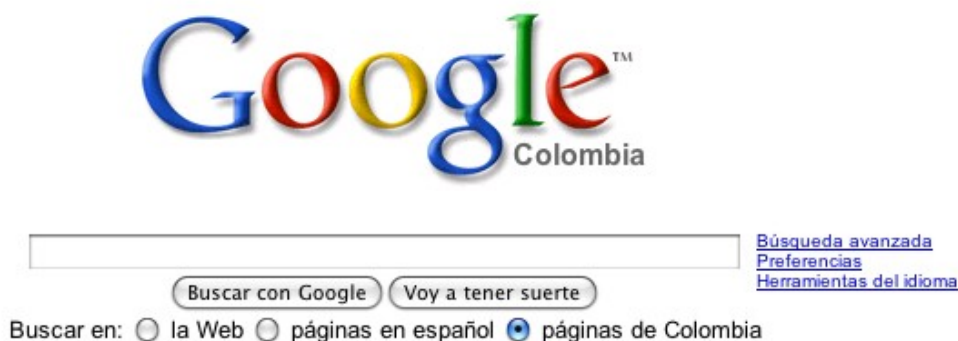 Google™
Colombia
Búsqueda avanzada
Preferencias
Herramientas del idioma
Buscar con Google Voy a tener suerte
Buscar en: la Web páginas en español páginas de Colombia